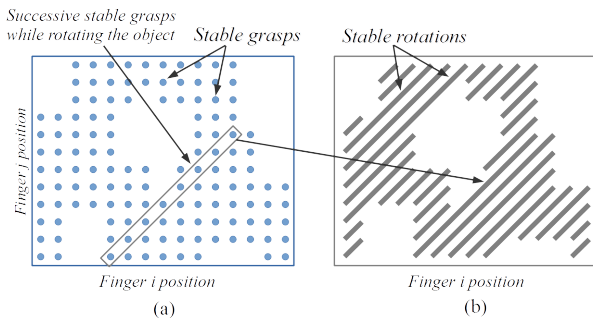 Successive stable grasps
while rotating the object
Stable grasps
Stable rotations
Finger j position
Finger i position
Finger i position
(a)
(b)